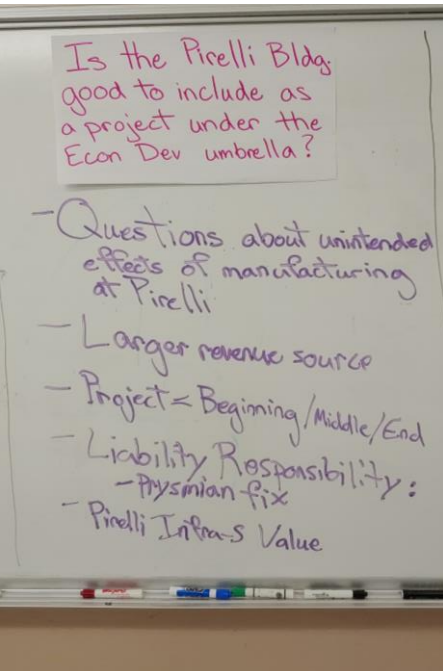 Is the Pirelli Bldg.
good to include as
a project under the
Econ Dev umbrella?
- Questions about unintended
effects of manufacturing
at Pirelli
- Larger revenue source
- Project = Beginning/Middle/End
- Liability Responsibility:
- Prysmian fix
- Pirelli Infra-S Value